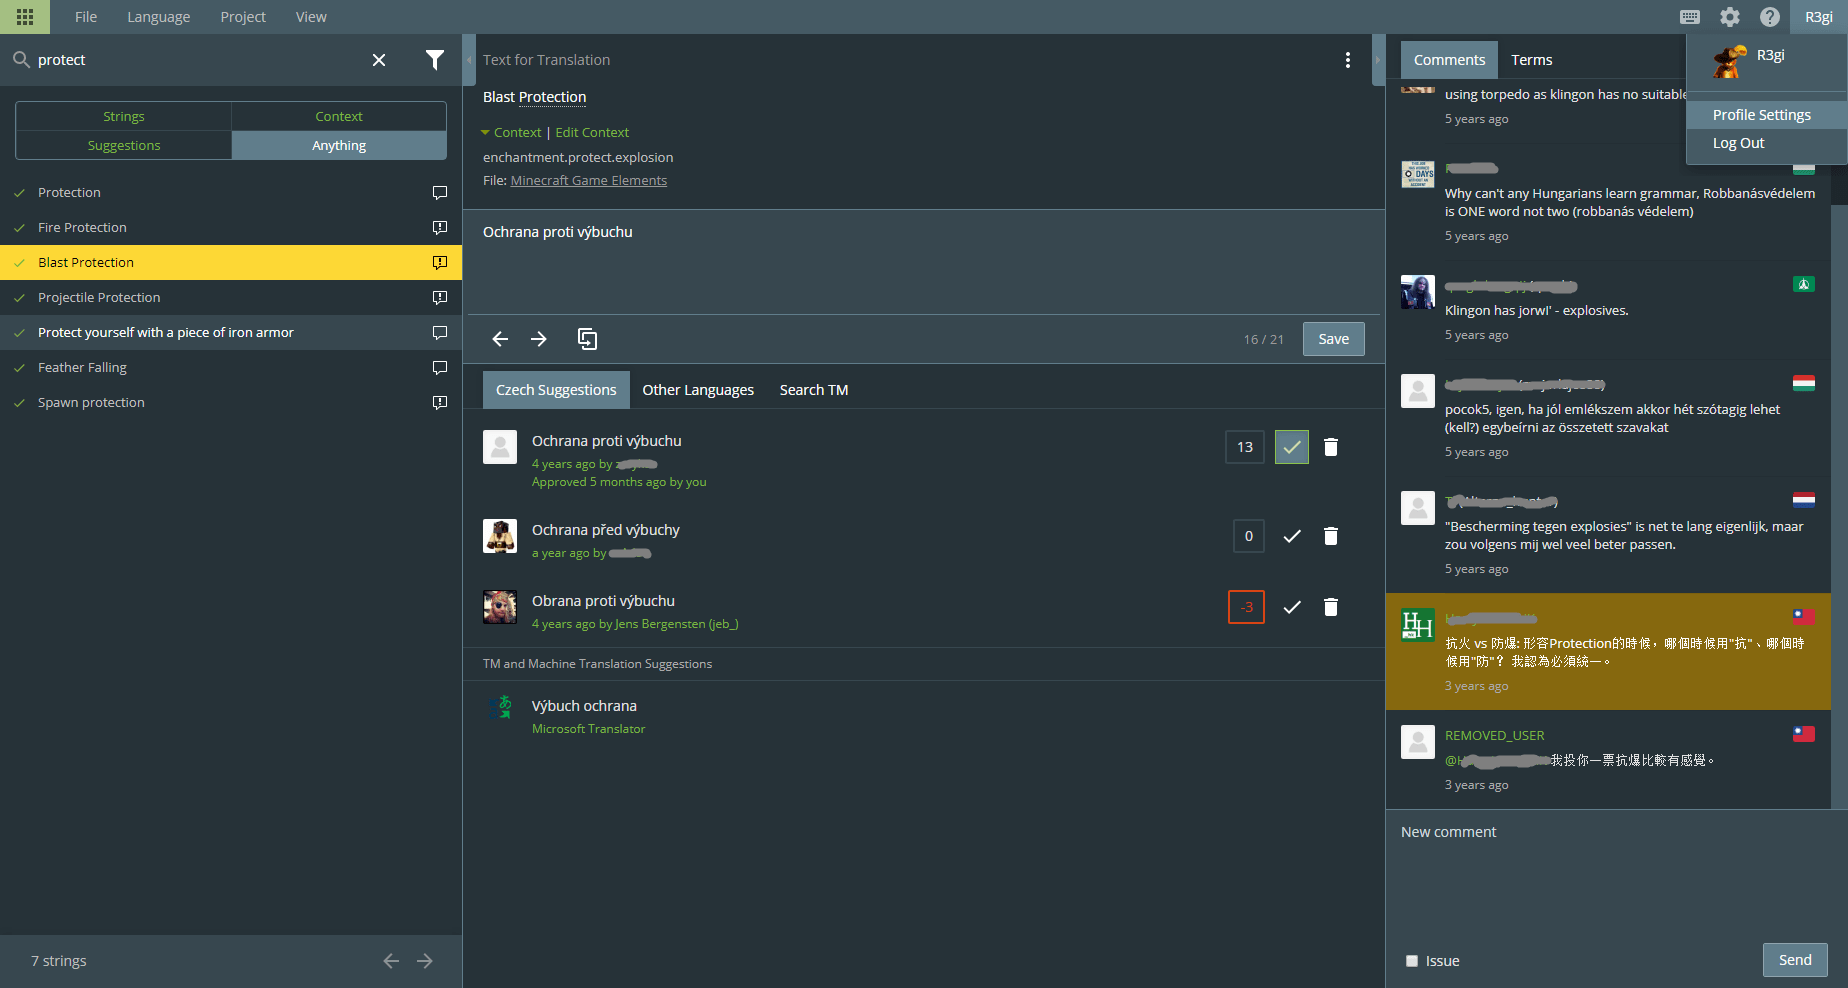 File Language Project View R3gi
protect
Strings Context
Suggestions Anything
Protection
Fire Protection
Blast Protection
Projectile Protection
Protect yourself with a piece of iron armor
Feather Falling
Spawn protection
7 strings
Text for Translation
Blast Protection
Context | Edit Context
enchantment.protect.explosion
File: Minecraft Game Elements
Ochrana proti výbuchu
16 / 21 Save
Czech Suggestions Other Languages Search TM
Ochrana proti výbuchu
4 years ago by
Approved 5 months ago by you
13
Ochrana před výbuchy
a year ago by
0
Obrana proti výbuchu
4 years ago by Jens Bergensten (jeb_)
-3
TM and Machine Translation Suggestions
Výbuch ochrana
Microsoft Translator
Comments Terms
R3gi
Profile Settings
Log Out
using torpedo as klingon has no suitable
5 years ago
Why can't any Hungarians learn grammar, Robbanásvédelem
is ONE word not two (robbanás védelem)
5 years ago
Klingon has jorwI' - explosives.
5 years ago
pocok5, igen, ha jól emlékszem akkor hét szótagig lehet
(kell?) egybeírni az összetett szavakat
5 years ago
"Bescherming tegen explosies" is net te lang eigenlijk, maar
zou volgens mij wel veel beter passen.
5 years ago
抗火 vs 防爆: 形容Protection的時候，哪個時候用"抗"、哪個時
候用"防"？ 我認為必須統一。
3 years ago
REMOVED_USER
我投你一票抗爆比較有感覺。
3 years ago
New comment
Issue Send